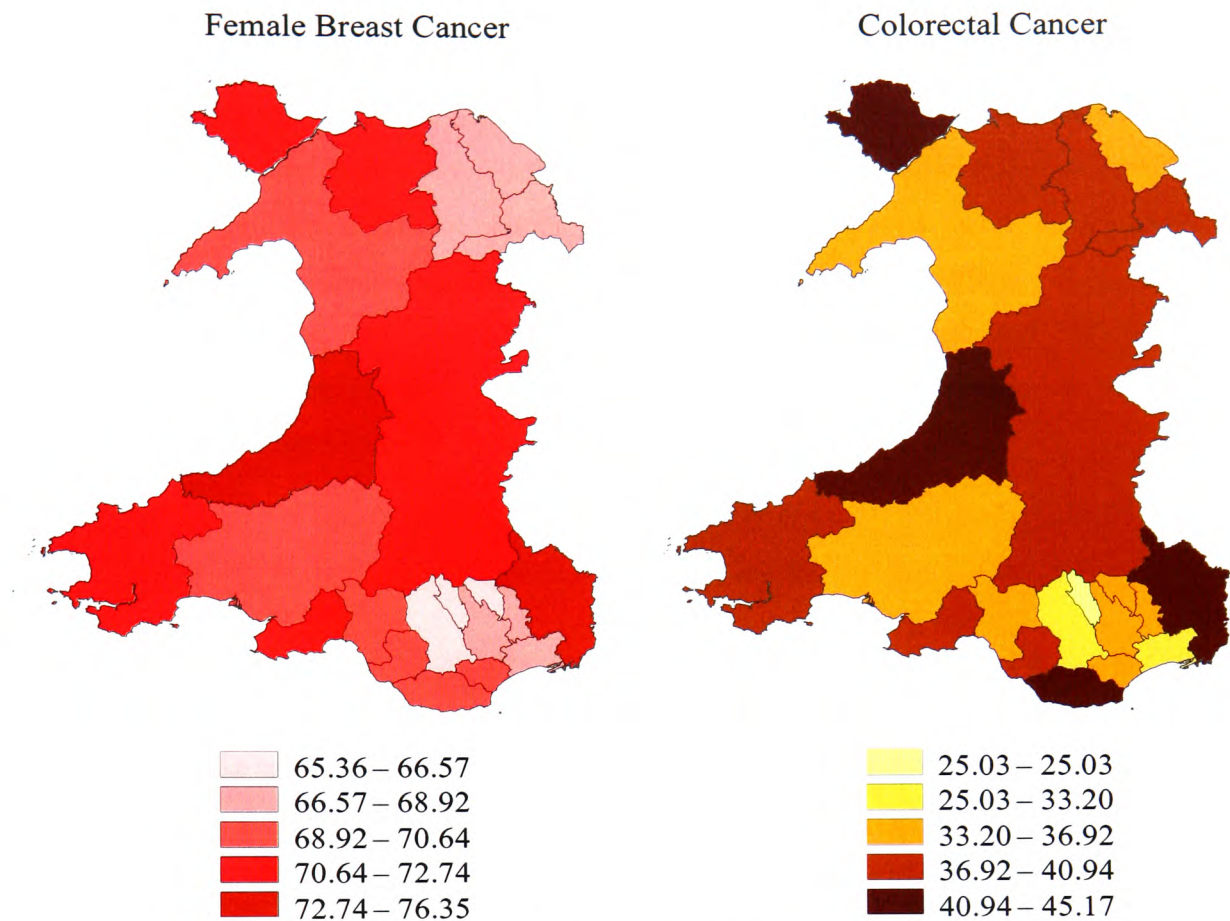 Female Breast Cancer
Colorectal Cancer
65.36 – 66.57
66.57 – 68.92
68.92 – 70.64
70.64 – 72.74
72.74 – 76.35
25.03 – 25.03
25.03 – 33.20
33.20 – 36.92
36.92 – 40.94
40.94 – 45.17